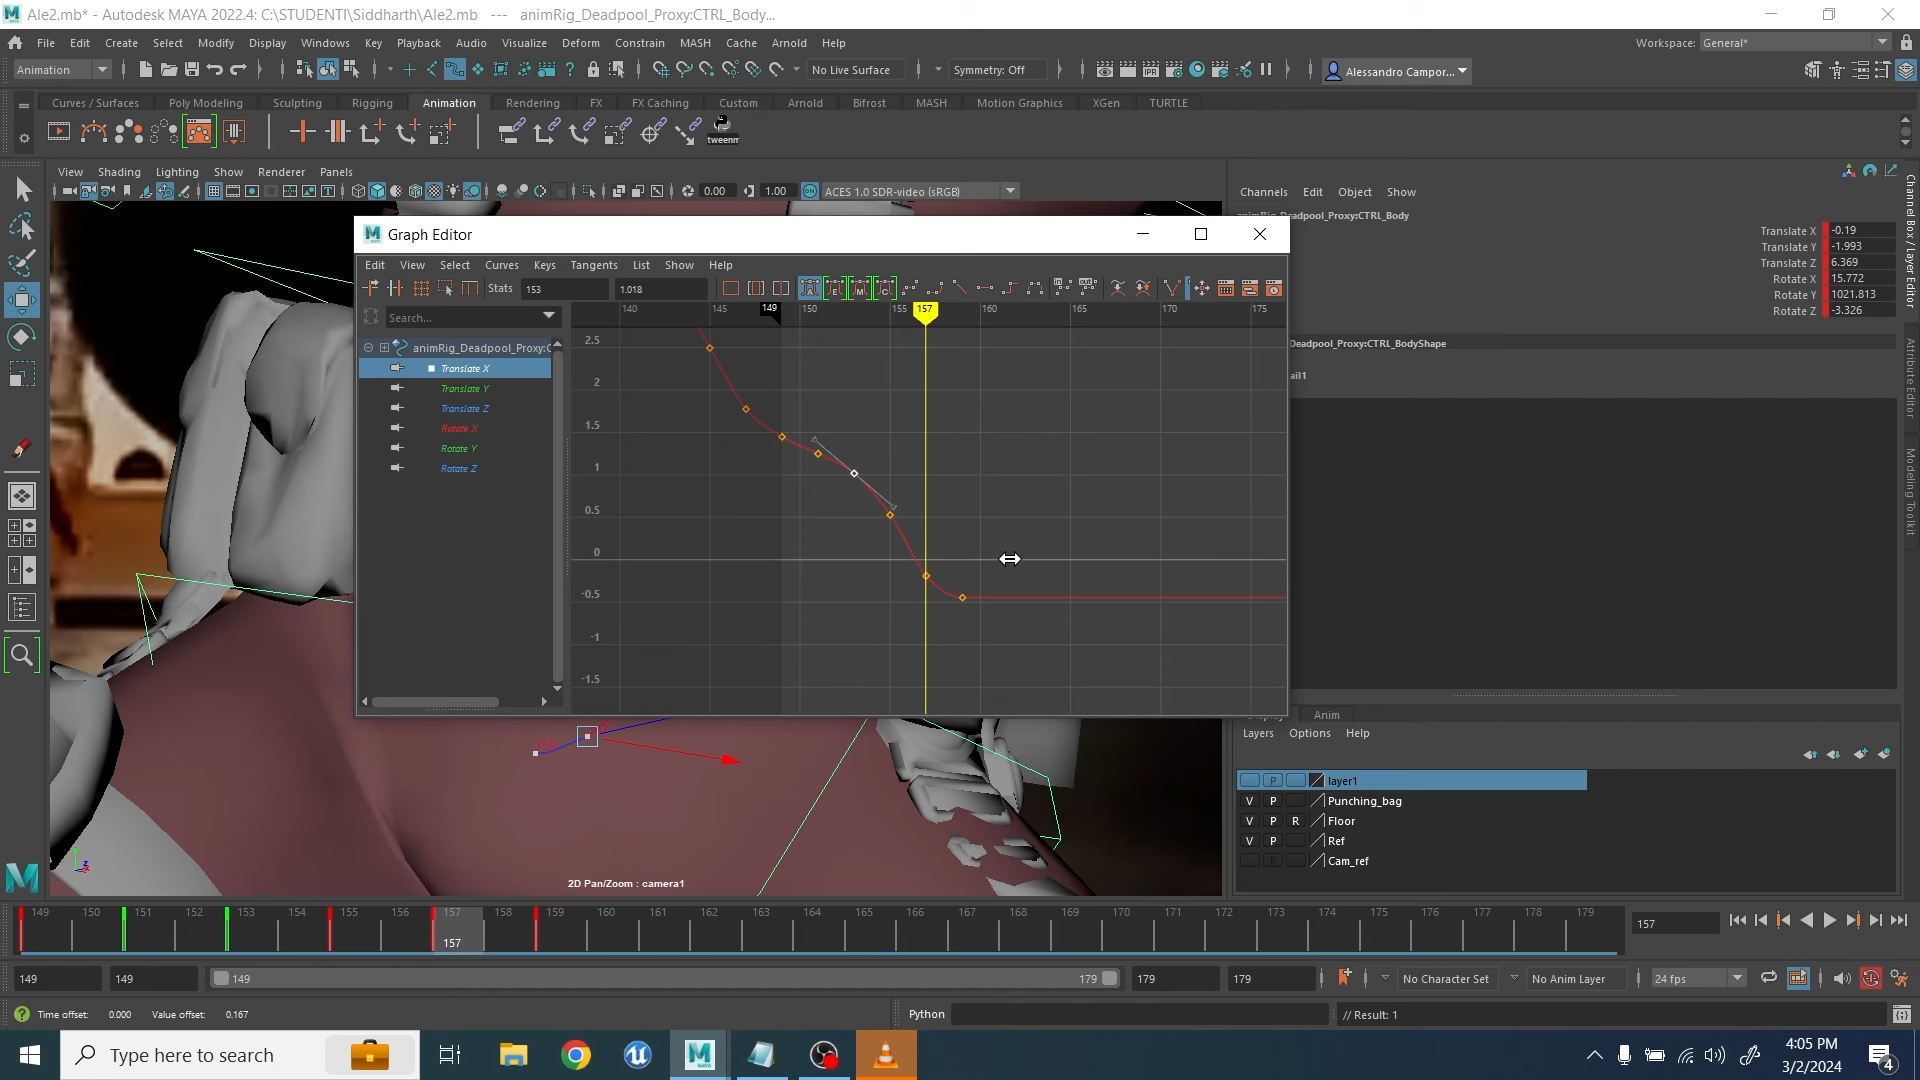 Ale2.mb* - Autodesk MAYA 2022.4: C:\STUDENTI\Siddharth\Ale2.mb --- animRig_Deadpool_Proxy:CTRL_Body...
File Edit Create Select Modify Display Windows Key Playback Audio Visualize Deform Constrain MASH Cache Arnold Help
Workspace: General*
Animation No Live Surface Symmetry: Off Alessandro Campor...
Curves / Surfaces Poly Modeling Sculpting Rigging Animation Rendering FX FX Caching Custom Arnold Bifrost MASH Motion Graphics XGen TURTLE
tweenm
View Shading Lighting Show Renderer Panels
0.00 1.00 ACES 1.0 SDR-video (sRGB)
Channels Edit Object Show
animRig_Deadpool_Proxy:CTRL_Body
Translate X -0.19
Translate Y -1.993
Translate Z 6.369
Rotate X 15.772
Rotate Y 1021.813
Rotate Z -3.326
Deadpool_Proxy:CTRL_BodyShape
ail1
Channel Box / Layer Editor
Attribute Editor
Modeling Toolkit
Graph Editor
Edit View Select Curves Keys Tangents List Show Help
Stats 153 1.018
Search...
140 145 149 150 155 157 160 165 170 175
animRig_Deadpool_Proxy:C
Translate X
Translate Y
Translate Z
Rotate X
Rotate Y
Rotate Z
2.5
2
1.5
1
0.5
0
-0.5
-1
-1.5
2D Pan/Zoom : camera1
Display Anim
Layers Options Help
layer1
V P Punching_bag
V P R Floor
V P Ref
P Cam_ref
149 150 151 152 153 154 155 156 157 158 159 160 161 162 163 164 165 166 167 168 169 170 171 172 173 174 175 176 177 178 179
157
157
149 149 149 179 179 179 No Character Set No Anim Layer 24 fps
Time offset: 0.000 Value offset: 0.167 Python // Result: 1
Type here to search
4:05 PM
3/2/2024
4